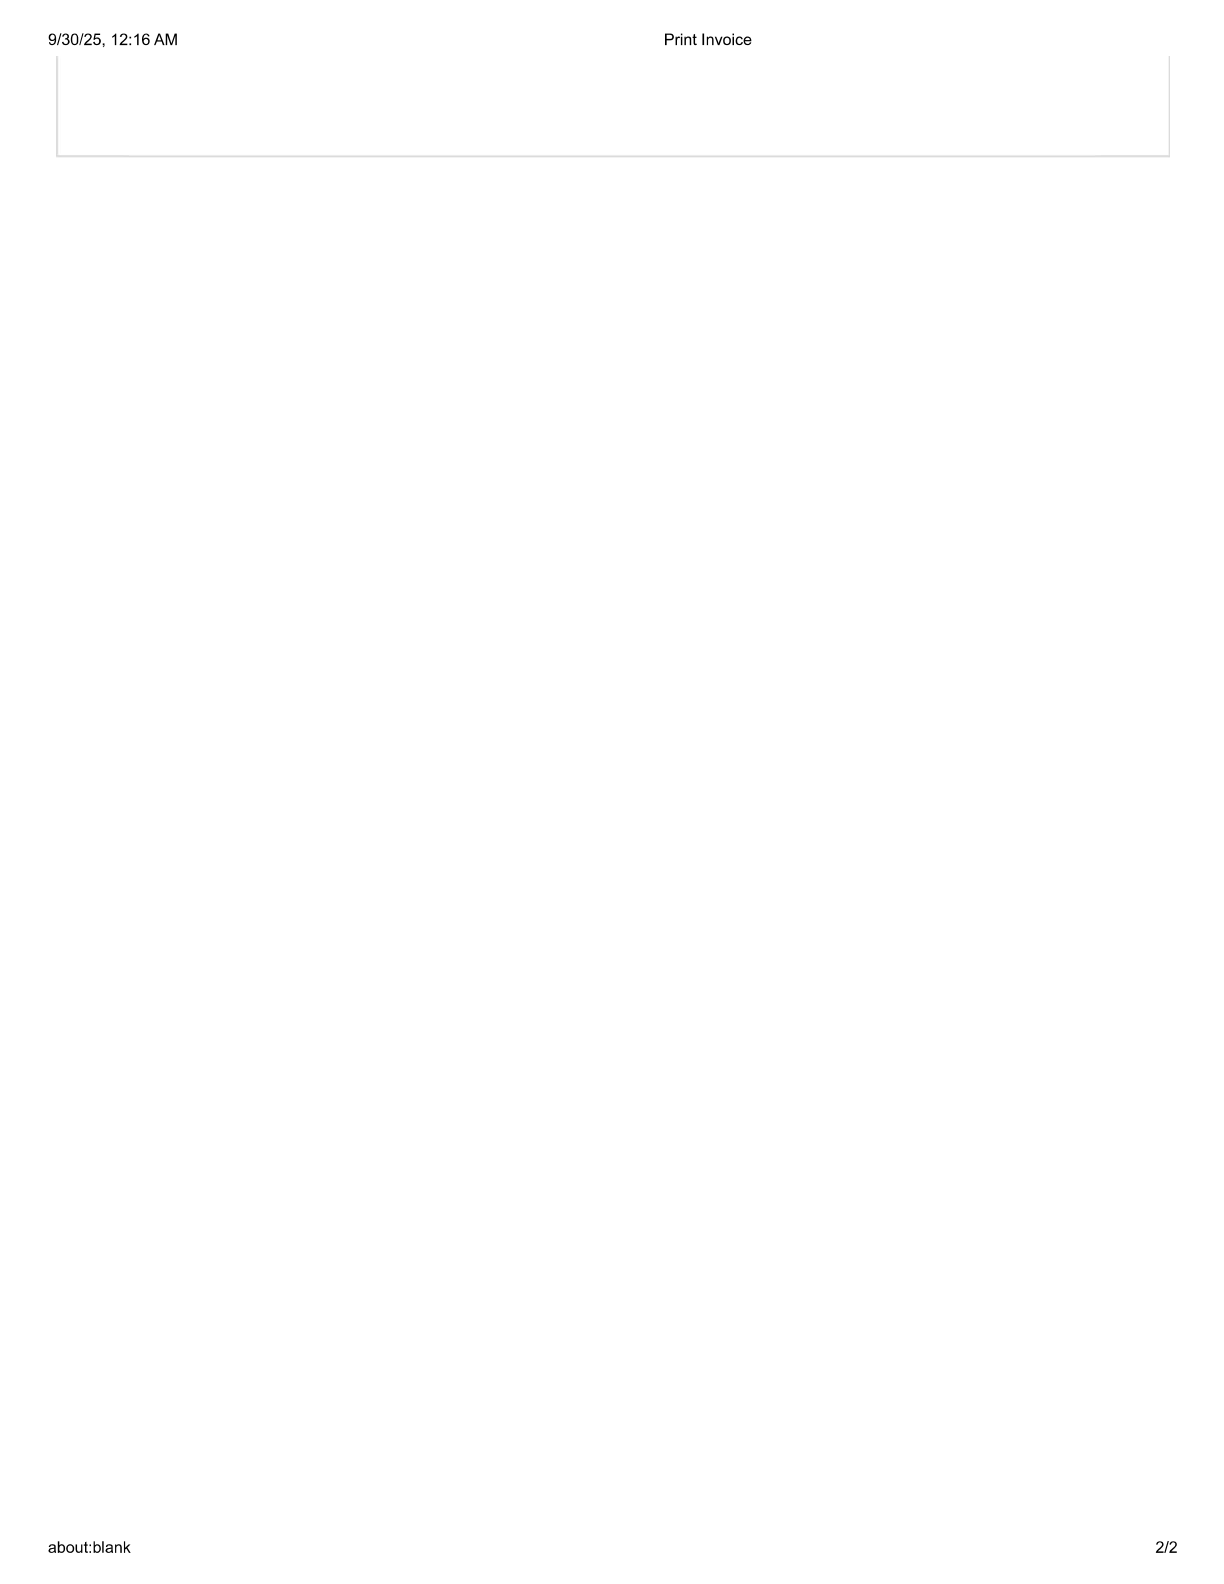 9/30/25, 12:16 AM Print Invoice
about:blank 2/2